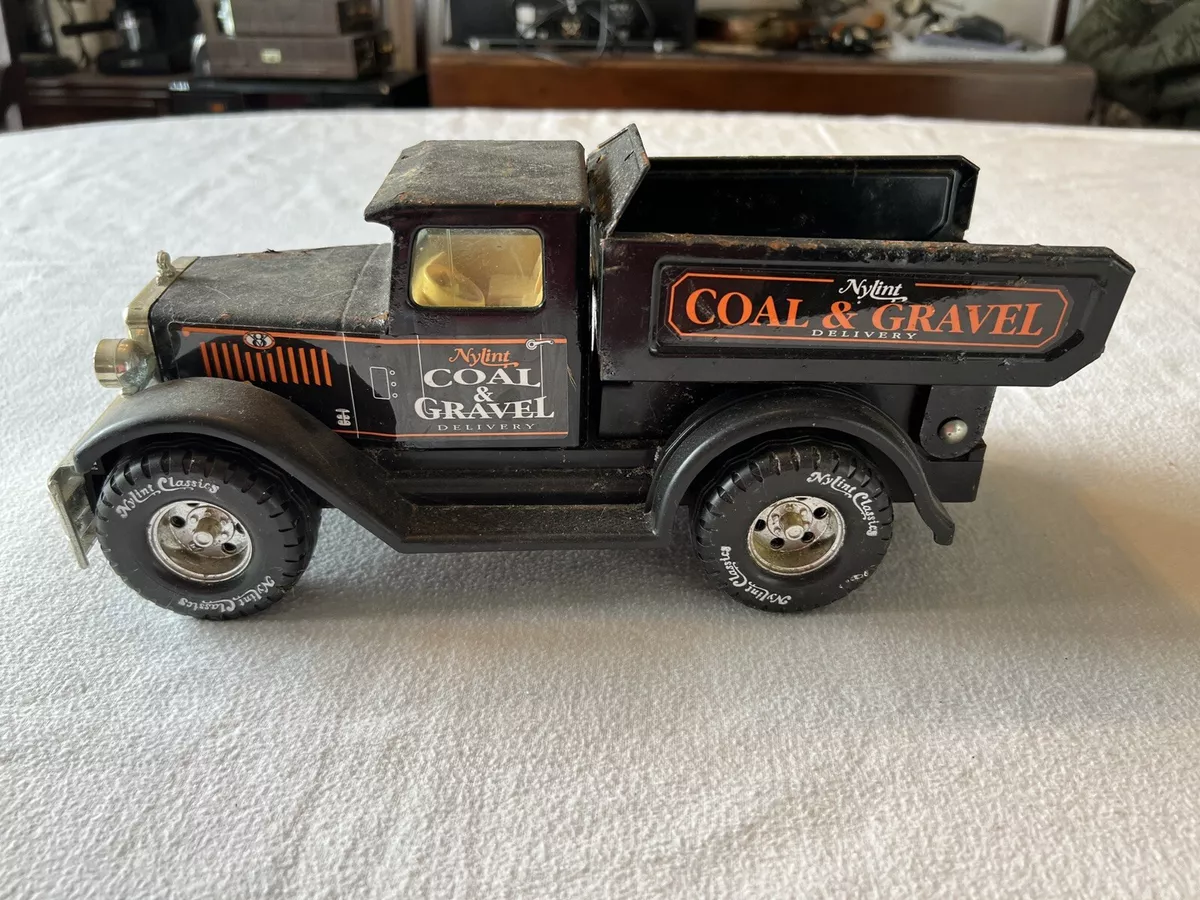 Nylint
COAL & GRAVEL
DELIVERY
Nylint
COAL
&
GRAVEL
DELIVERY
Nylint Classics
Nylint Classics
Nylint Classics
Nylint Classics